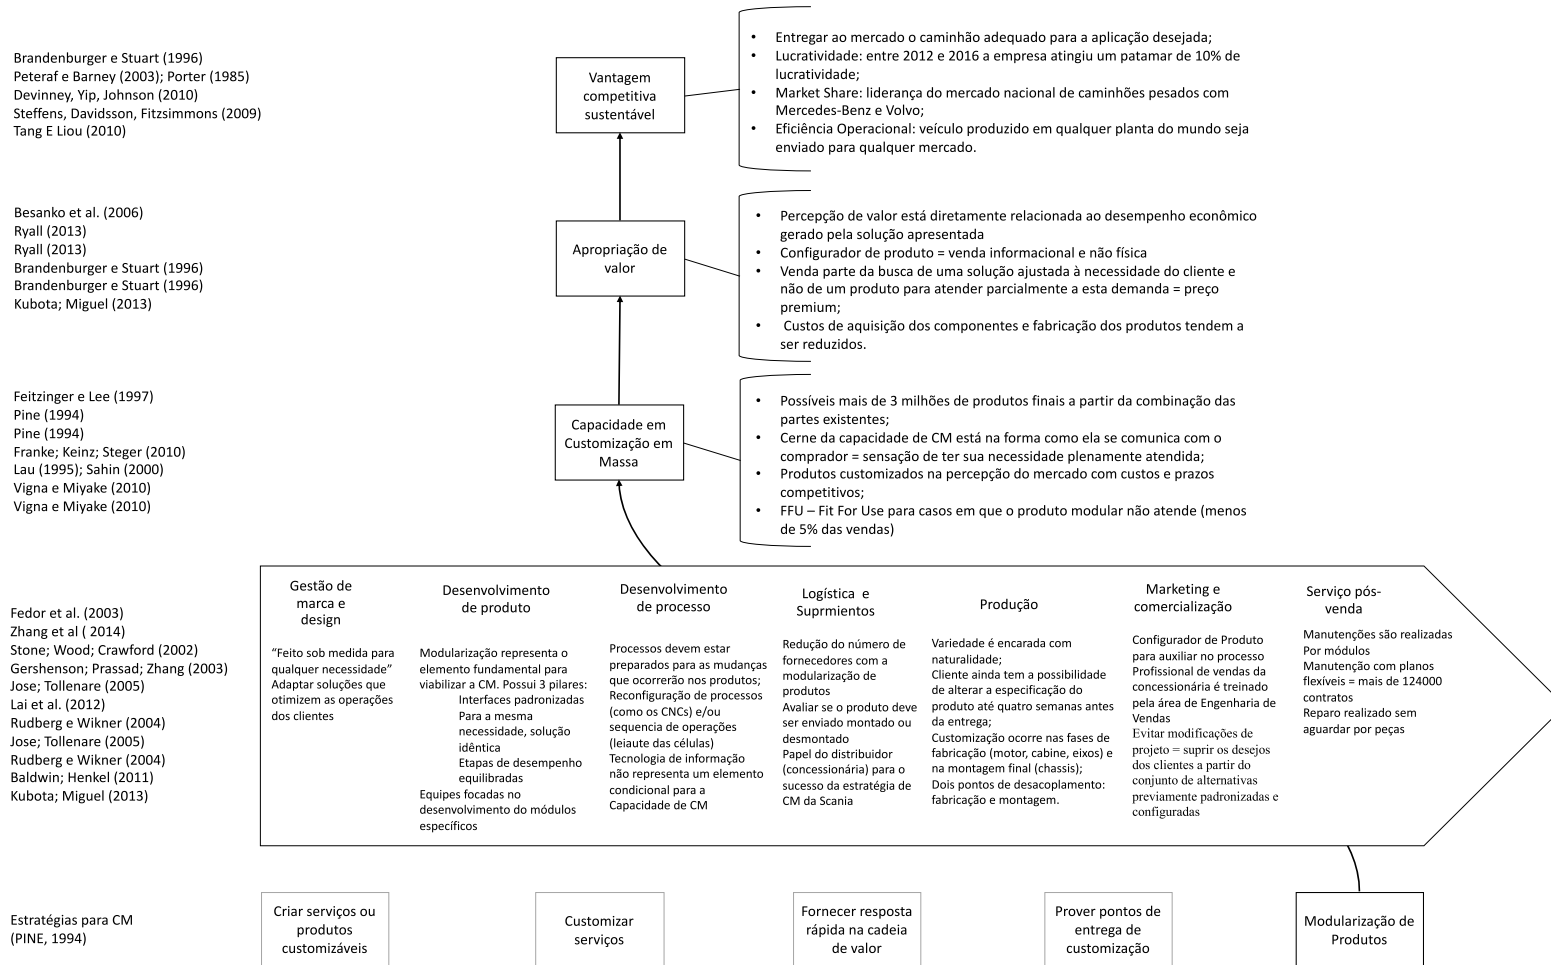 Brandenburger e Stuart (1996)
Peteraf e Barney (2003); Porter (1985)
Devinney, Yip, Johnson (2010)
Steffens, Davidsson, Fitzsimmons (2009)
Tang E Liou (2010)
Vantagem
competitiva
sustentável
• Entregar ao mercado o caminhão adequado para a aplicação desejada;
• Lucratividade: entre 2012 e 2016 a empresa atingiu um patamar de 10% de
lucratividade;
• Market Share: liderança do mercado nacional de caminhões pesados com
Mercedes-Benz e Volvo;
• Eficiência Operacional: veículo produzido em qualquer planta do mundo seja
enviado para qualquer mercado.
Besanko et al. (2006)
Ryall (2013)
Ryall (2013)
Brandenburger e Stuart (1996)
Brandenburger e Stuart (1996)
Kubota; Miguel (2013)
Apropriação de
valor
• Percepção de valor está diretamente relacionada ao desempenho econômico
gerado pela solução apresentada
• Configurador de produto = venda informacional e não física
• Venda parte da busca de uma solução ajustada à necessidade do cliente e
não de um produto para atender parcialmente a esta demanda = preço
premium;
• Custos de aquisição dos componentes e fabricação dos produtos tendem a
ser reduzidos.
Feitzinger e Lee (1997)
Pine (1994)
Pine (1994)
Franke; Keinz; Steger (2010)
Lau (1995); Sahin (2000)
Vigna e Miyake (2010)
Vigna e Miyake (2010)
Capacidade em
Customização em
Massa
• Possíveis mais de 3 milhões de produtos finais a partir da combinação das
partes existentes;
• Cerne da capacidade de CM está na forma como ela se comunica com o
comprador = sensação de ter sua necessidade plenamente atendida;
• Produtos customizados na percepção do mercado com custos e prazos
competitivos;
• FFU – Fit For Use para casos em que o produto modular não atende (menos
de 5% das vendas)
Fedor et al. (2003)
Zhang et al ( 2014)
Stone; Wood; Crawford (2002)
Gershenson; Prassad; Zhang (2003)
Jose; Tollenare (2005)
Lai et al. (2012)
Rudberg e Wikner (2004)
Jose; Tollenare (2005)
Rudberg e Wikner (2004)
Baldwin; Henkel (2011)
Kubota; Miguel (2013)
Gestão de
marca e
design
“Feito sob medida para
qualquer necessidade”
Adaptar soluções que
otimizem as operações
dos clientes
Desenvolvimento
de produto
Modularização representa o
elemento fundamental para
viabilizar a CM. Possui 3 pilares:
Interfaces padronizadas
Para a mesma
necessidade, solução
idêntica
Etapas de desempenho
equilibradas
Equipes focadas no
desenvolvimento do módulos
específicos
Desenvolvimento
de processo
Processos devem estar
preparados para as mudanças
que ocorrerão nos produtos;
Reconfiguração de processos
(como os CNCs) e/ou
sequencia de operações
(leiaute das células)
Tecnologia de informação
não representa um elemento
condicional para a
Capacidade de CM
Logística e
Suprmientos
Redução do número de
fornecedores com a
modularização de
produtos
Avaliar se o produto deve
ser enviado montado ou
desmontado
Papel do distribuidor
(concessionária) para o
sucesso da estratégia de
CM da Scania
Produção
Variedade é encarada com
naturalidade;
Cliente ainda tem a possibilidade
de alterar a especificação do
produto até quatro semanas antes
da entrega;
Customização ocorre nas fases de
fabricação (motor, cabine, eixos) e
na montagem final (chassis);
Dois pontos de desacoplamento:
fabricação e montagem.
Marketing e
comercialização
Configurador de Produto
para auxiliar no processo
Profissional de vendas da
concessionária é treinado
pela área de Engenharia de
Vendas
Evitar modificações de
projeto = suprir os desejos
dos clientes a partir do
conjunto de alternativas
previamente padronizadas e
configuradas
Serviço pós-
venda
Manutenções são realizadas
Por módulos
Manutenção com planos
flexíveis = mais de 124000
contratos
Reparo realizado sem
aguardar por peças
Estratégias para CM
(PINE, 1994)
Criar serviços ou
produtos
customizáveis
Customizar
serviços
Fornecer resposta
rápida na cadeia
de valor
Prover pontos de
entrega de
customização
Modularização de
Produtos